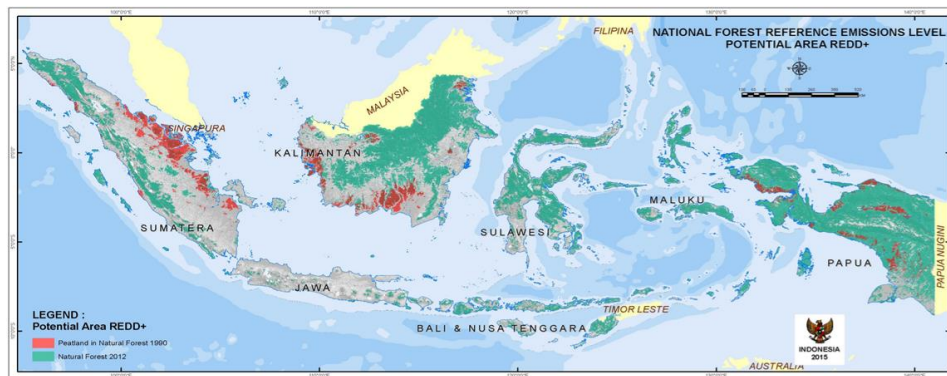 NATIONAL FOREST REFERENCE EMISSIONS LEVEL
POTENTIAL AREA REDD+
FILIPINA
MALAYSIA
SINGAPURA
KALIMANTAN
SUMATERA
SULAWESI
MALUKU
PAPUA
PAPUA NUGINI
JAWA
BALI & NUSA TENGGARA
TIMOR LESTE
AUSTRALIA
LEGEND :
Potential Area REDD+
Peatland in Natural Forest 1990
Natural Forest 2012
INDONESIA
2015